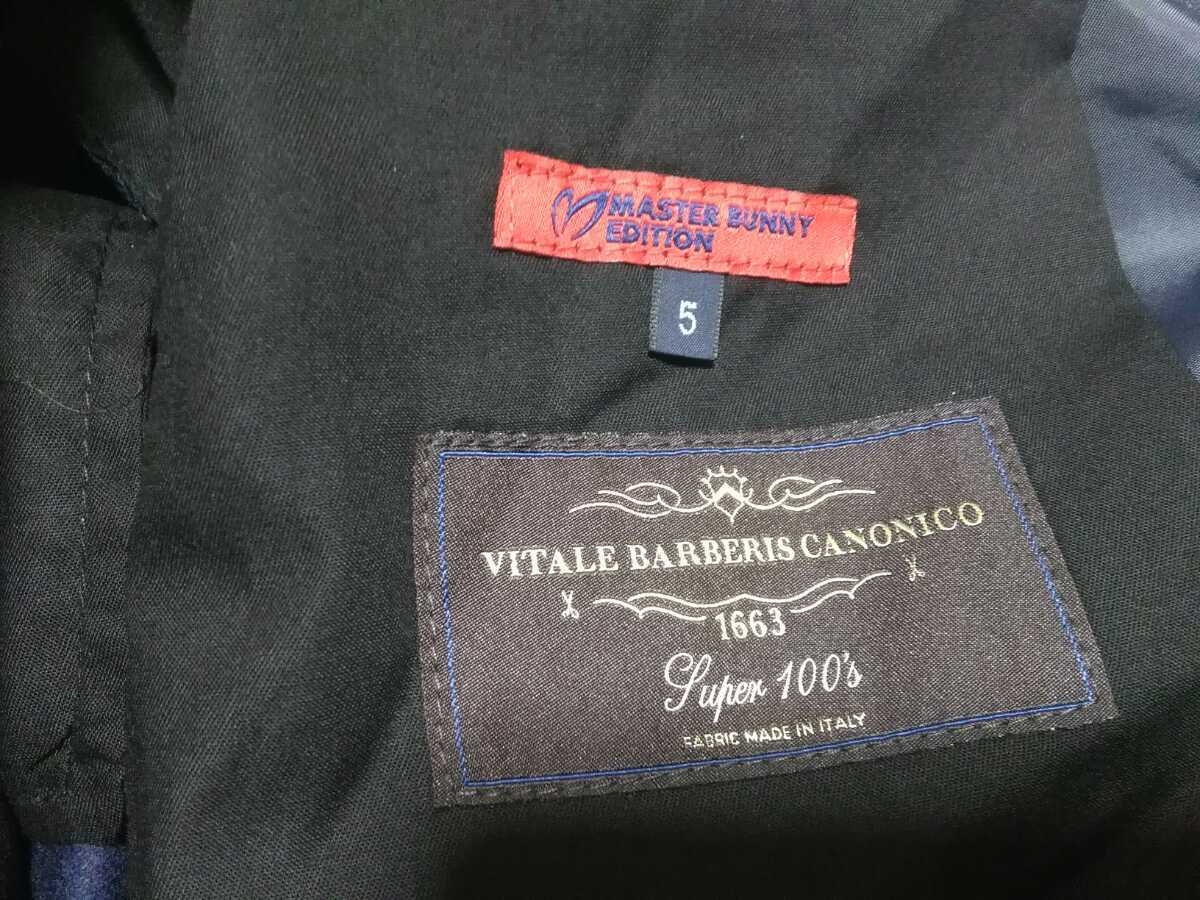 MASTER BUNNY
EDITION
5
VITALE BARBERIS CANONICO
1663
Super 100's
FABRIC MADE IN ITALY